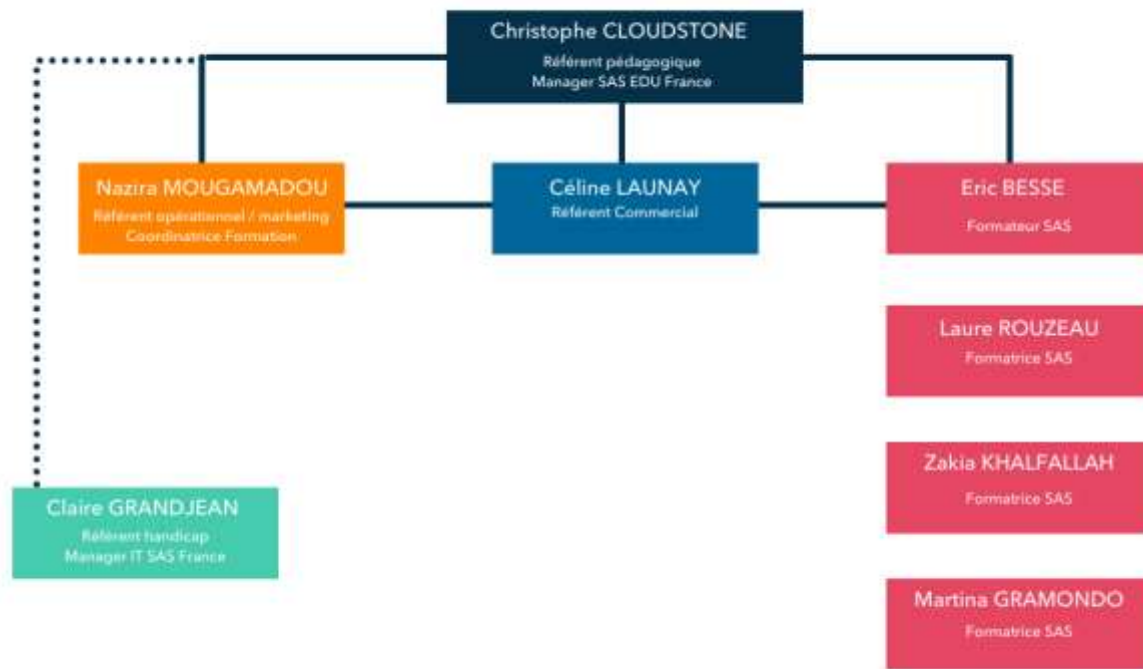 Christophe CLOUDSTONE
Référent pédagogique
Manager SAS EDU France
Nazira MOUGAMADOU
Référent opérationnel / marketing
Coordinatrice Formation
Céline LAUNAY
Référent Commercial
Eric BESSE
Formateur SAS
Laure ROUZEAU
Formatrice SAS
Zakia KHALFALLAH
Formatrice SAS
Claire GRANDJEAN
Référent handicap
Manager IT SAS France
Martina GRAMONDO
Formatrice SAS